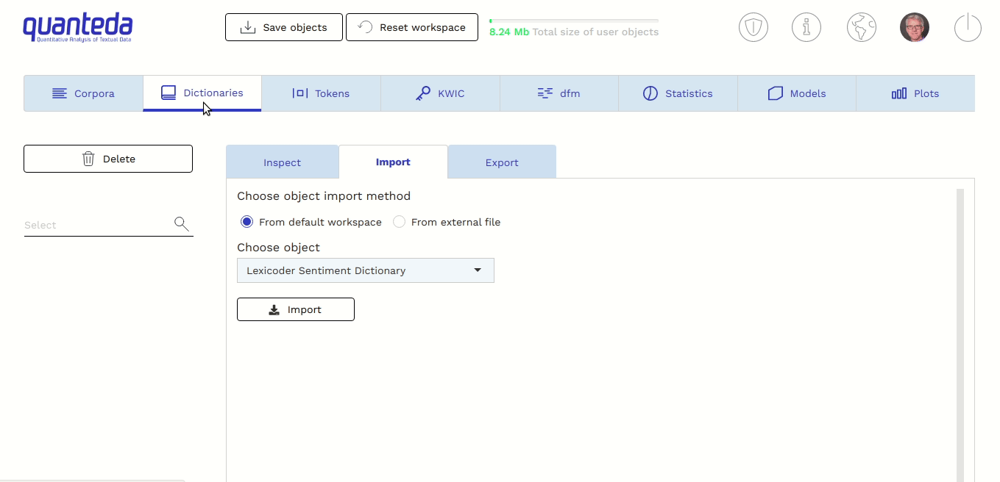 quanteda
Quantitative Analysis of Textual Data
Save objects
Reset workspace
8.24 Mb Total size of user objects
Corpora
Dictionaries
Tokens
KWIC
dfm
Statistics
Models
Plots
Delete
Select
Inspect
Import
Export
Choose object import method
From default workspace
From external file
Choose object
Lexicoder Sentiment Dictionary
Import